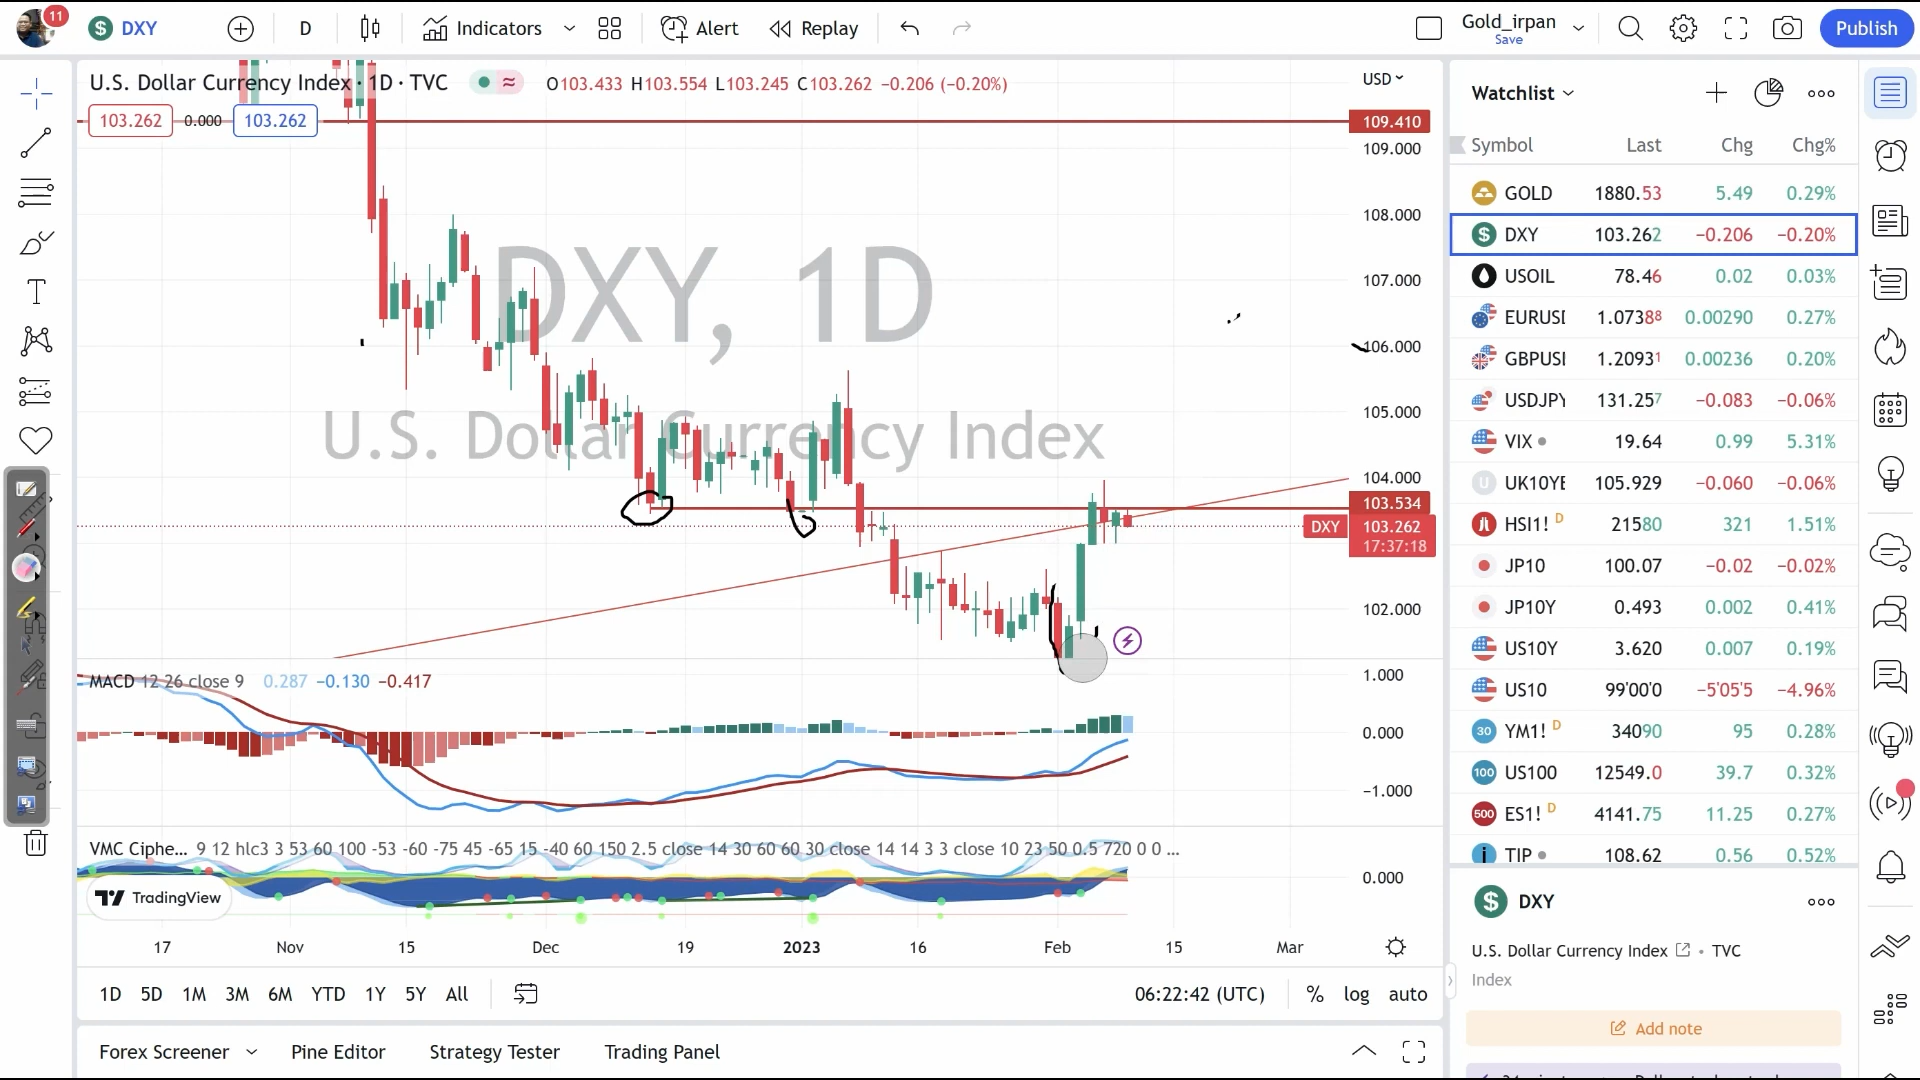 11
$ DXY
D
Indicators
Alert
Replay
Gold_irpan
Save
Publish
U.S. Dollar Currency Index · 1D · TVC
O103.433 H103.554 L103.245 C103.262 −0.206 (−0.20%)
103.262 0.000 103.262
USD
109.410
109.000
108.000
107.000
106.000
105.000
104.000
103.534
DXY 103.262
17:37:18
102.000
DXY, 1D
U.S. Dollar Currency Index
MACD 12 26 close 9 0.287 −0.130 −0.417
1.000
0.000
−1.000
VMC Ciphe... 9 12 hlc3 3 53 60 100 -53 -60 -75 45 -65 15 -40 60 150 2.5 close 14 30 60 60 30 close 14 14 3 3 close 10 23 50 0.5 720 0 0 ...
0.000
TradingView
17 Nov 15 Dec 19 2023 16 Feb 15 Mar
1D 5D 1M 3M 6M YTD 1Y 5Y All
06:22:42 (UTC) % log auto
Forex Screener Pine Editor Strategy Tester Trading Panel
Watchlist
Symbol Last Chg Chg%
GOLD 1880.53 5.49 0.29%
$ DXY 103.262 −0.206 −0.20%
USOIL 78.46 0.02 0.03%
EURUSI 1.07388 0.00290 0.27%
GBPUSI 1.20931 0.00236 0.20%
USDJPY 131.257 −0.083 −0.06%
VIX 19.64 0.99 5.31%
U UK10YE 105.929 −0.060 −0.06%
HSI1! D 21580 321 1.51%
JP10 100.07 −0.02 −0.02%
JP10Y 0.493 0.002 0.41%
US10Y 3.620 0.007 0.19%
US10 99'00'0 −5'05'5 −4.96%
30 YM1! D 34090 95 0.28%
100 US100 12549.0 39.7 0.32%
500 ES1! D 4141.75 11.25 0.27%
TIP 108.62 0.56 0.52%
$ DXY
U.S. Dollar Currency Index • TVC
Index
Add note